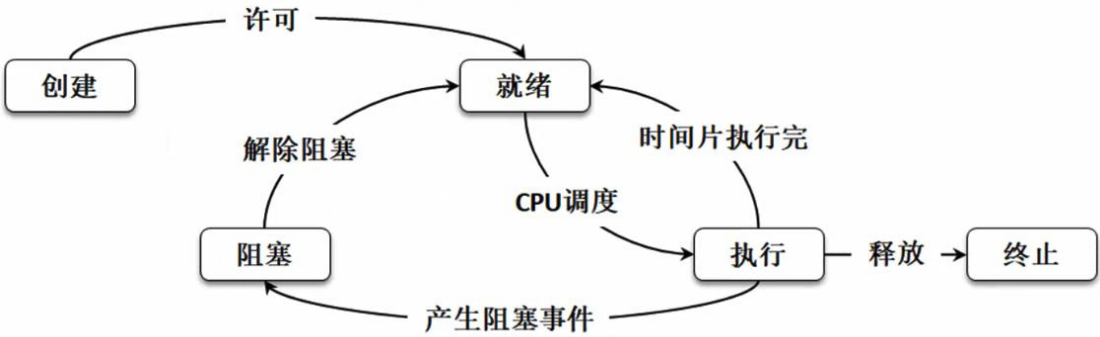 许可
创建
就绪
解除阻塞
时间片执行完
CPU调度
阻塞
执行
释放
终止
产生阻塞事件